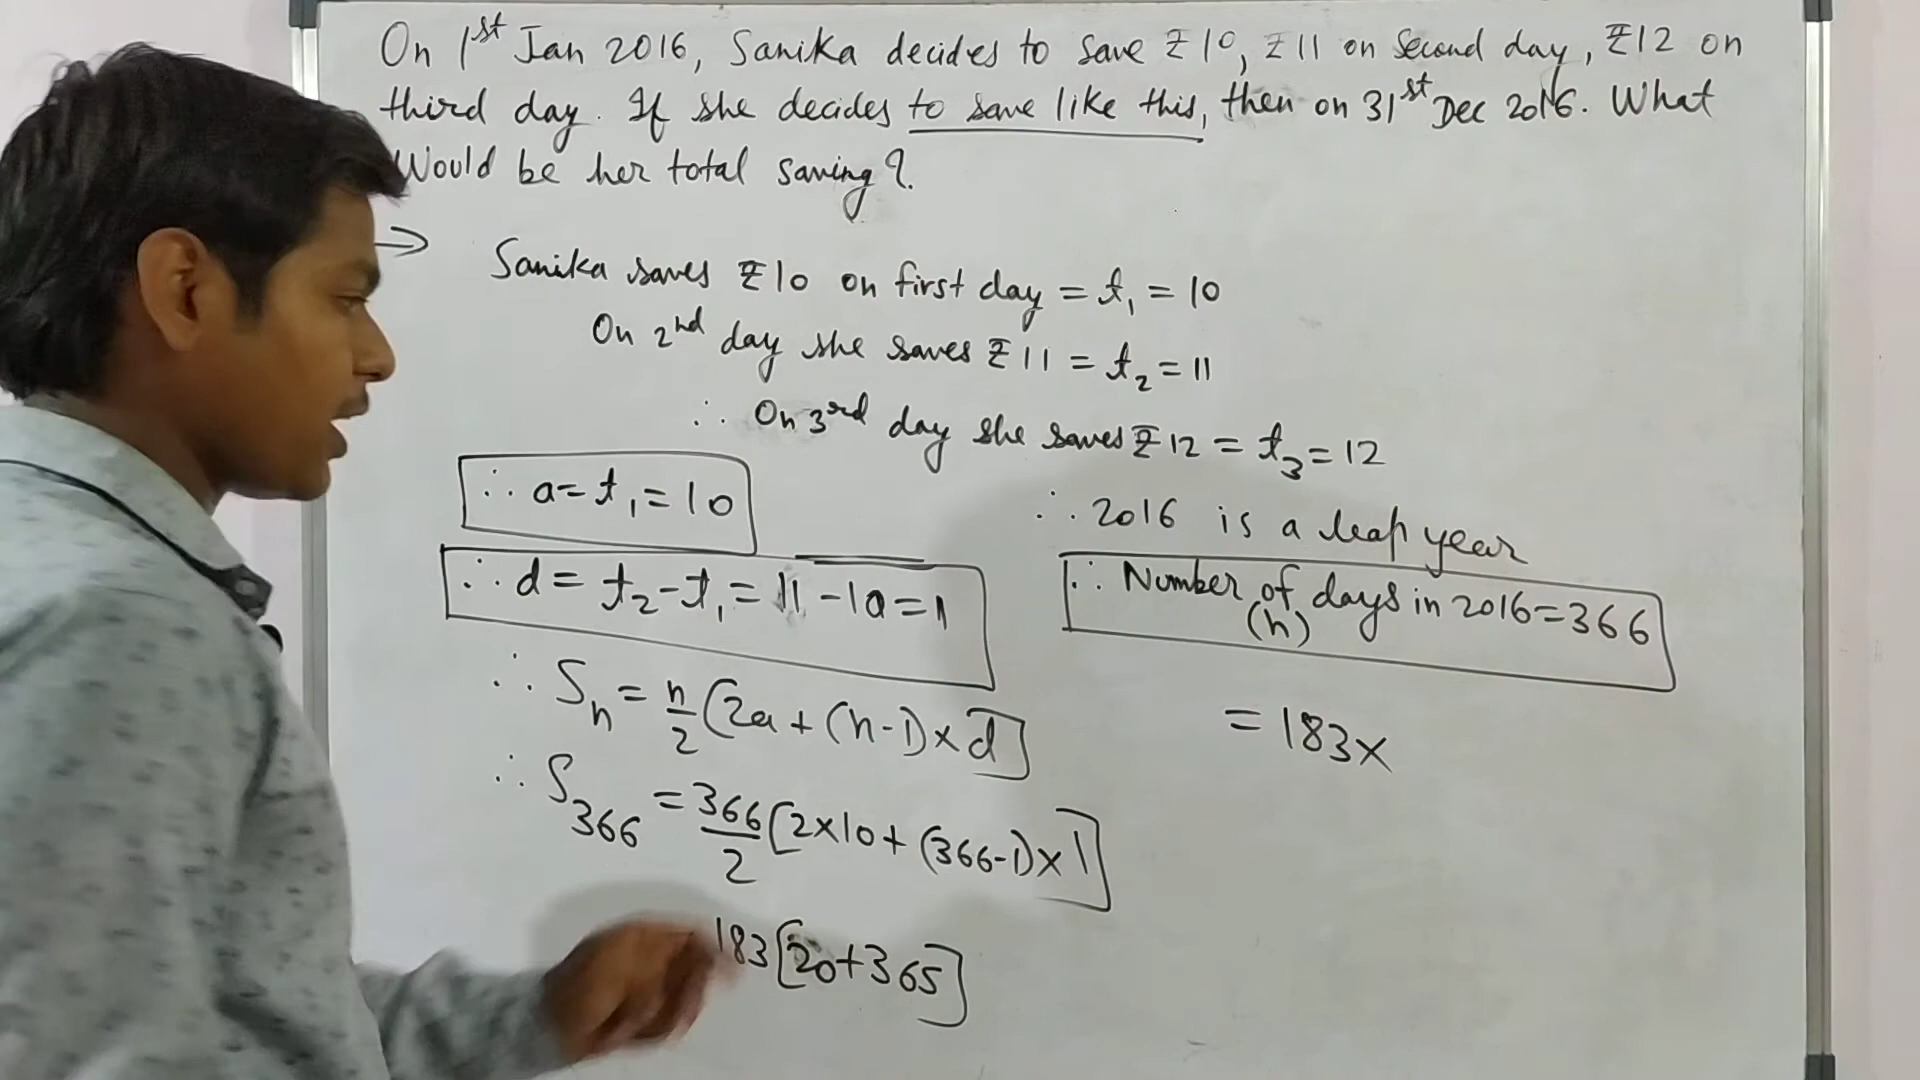 On 1st Jan 2016, Sanika decides to save ₹10, ₹11 on Second day, ₹12 on
third day. If she decides to save like this, then on 31st Dec 2016. What
Would be her total saving?
→ Sanika saves ₹10 on first day = t₁ = 10
On 2nd day she saves ₹11 = t₂ = 11
∴ On 3rd day she saves ₹12 = t₃ = 12
∴ a = t₁ = 10
∴ d = t₂ - t₁ = 11 - 10 = 1
∴ Sₙ = n/2 [2a + (n-1) × d]
∴ S₃₆₆ = 366/2 [2×10 + (366-1) × 1]
183 [20 + 365]
∴ 2016 is a leap year
∴ Number of days in 2016 = 366
(n)
= 183 ×